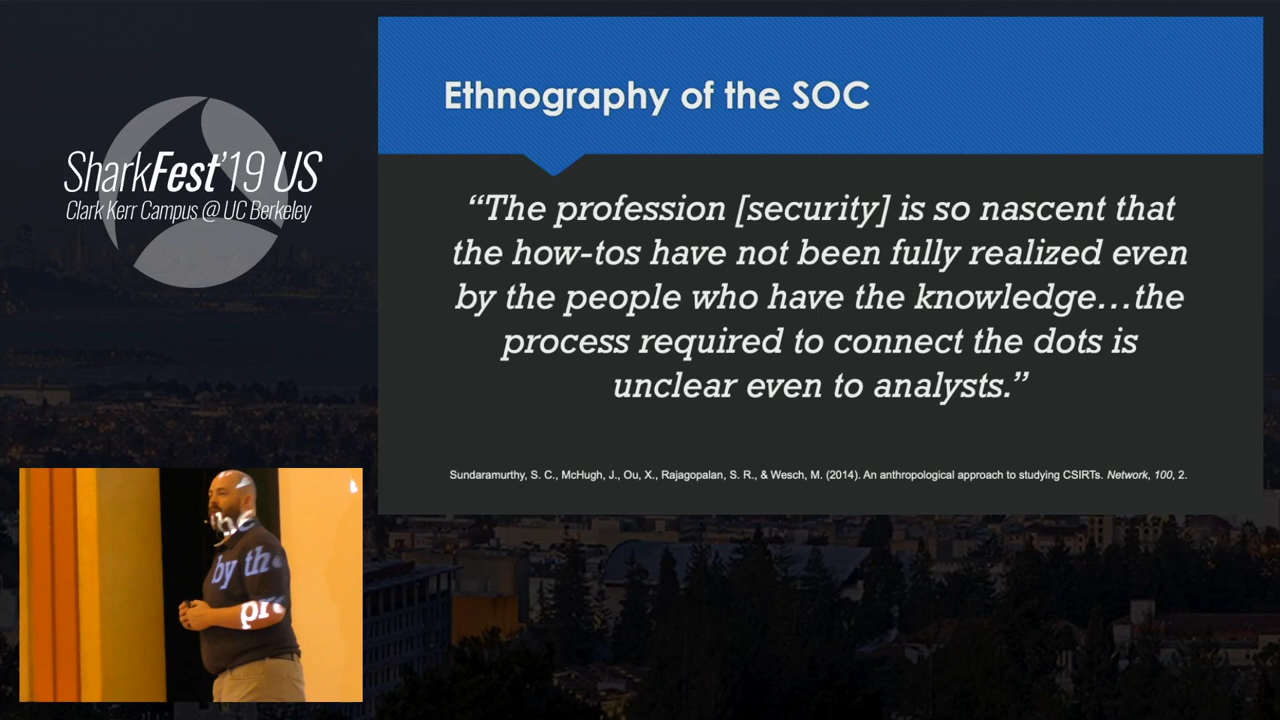 SharkFest'19 US
Clark Kerr Campus @ UC Berkeley
Ethnography of the SOC
“The profession [security] is so nascent that
the how-tos have not been fully realized even
by the people who have the knowledge…the
process required to connect the dots is
unclear even to analysts.”
Sundaramurthy, S. C., McHugh, J., Ou, X., Rajagopalan, S. R., & Wesch, M. (2014). An anthropological approach to studying CSIRTs. Network, 100, 2.
by the
pr